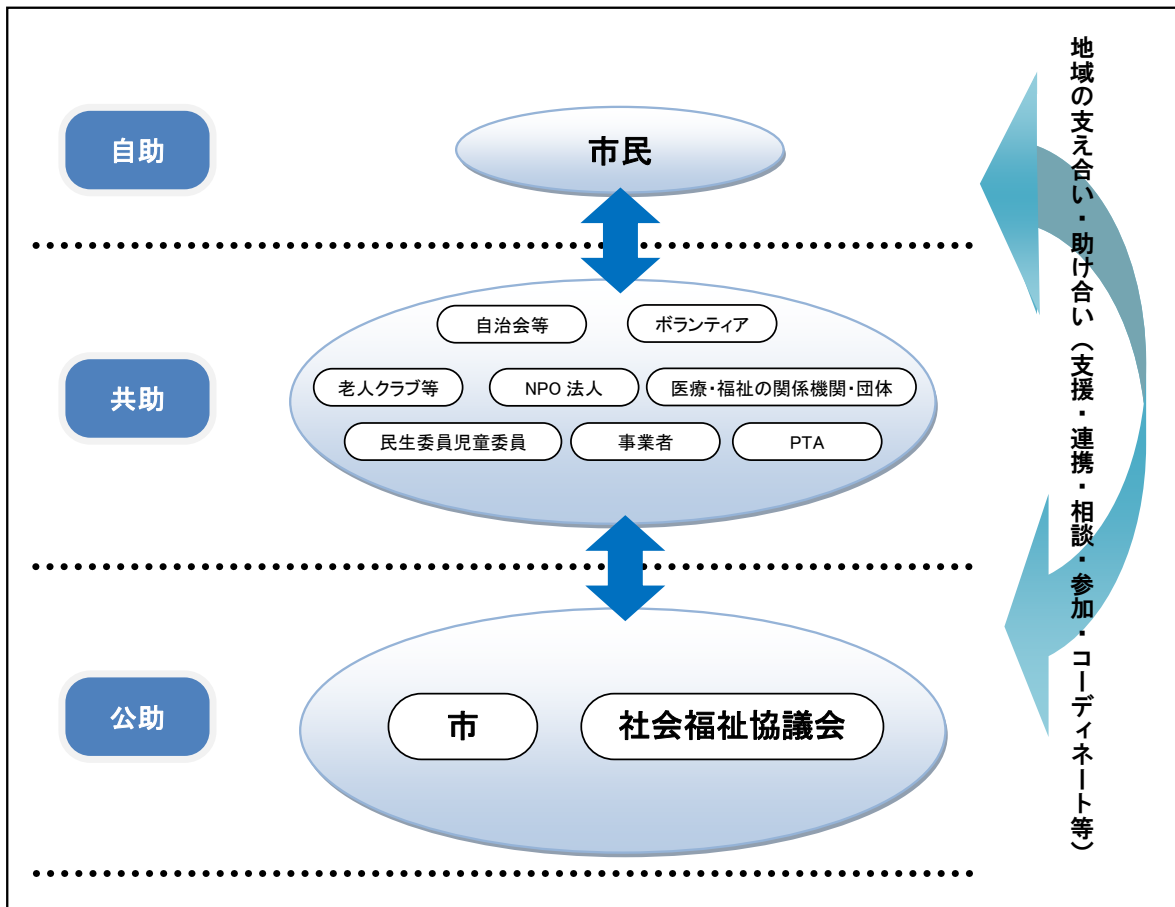 自助
市民
共助
自治会等
ボランティア
老人クラブ等
NPO 法人
医療・福祉の関係機関・団体
民生委員児童委員
事業者
PTA
公助
市
社会福祉協議会
地域の支え合い・助け合い（支援・連携・相談・参加・コーディネート等）